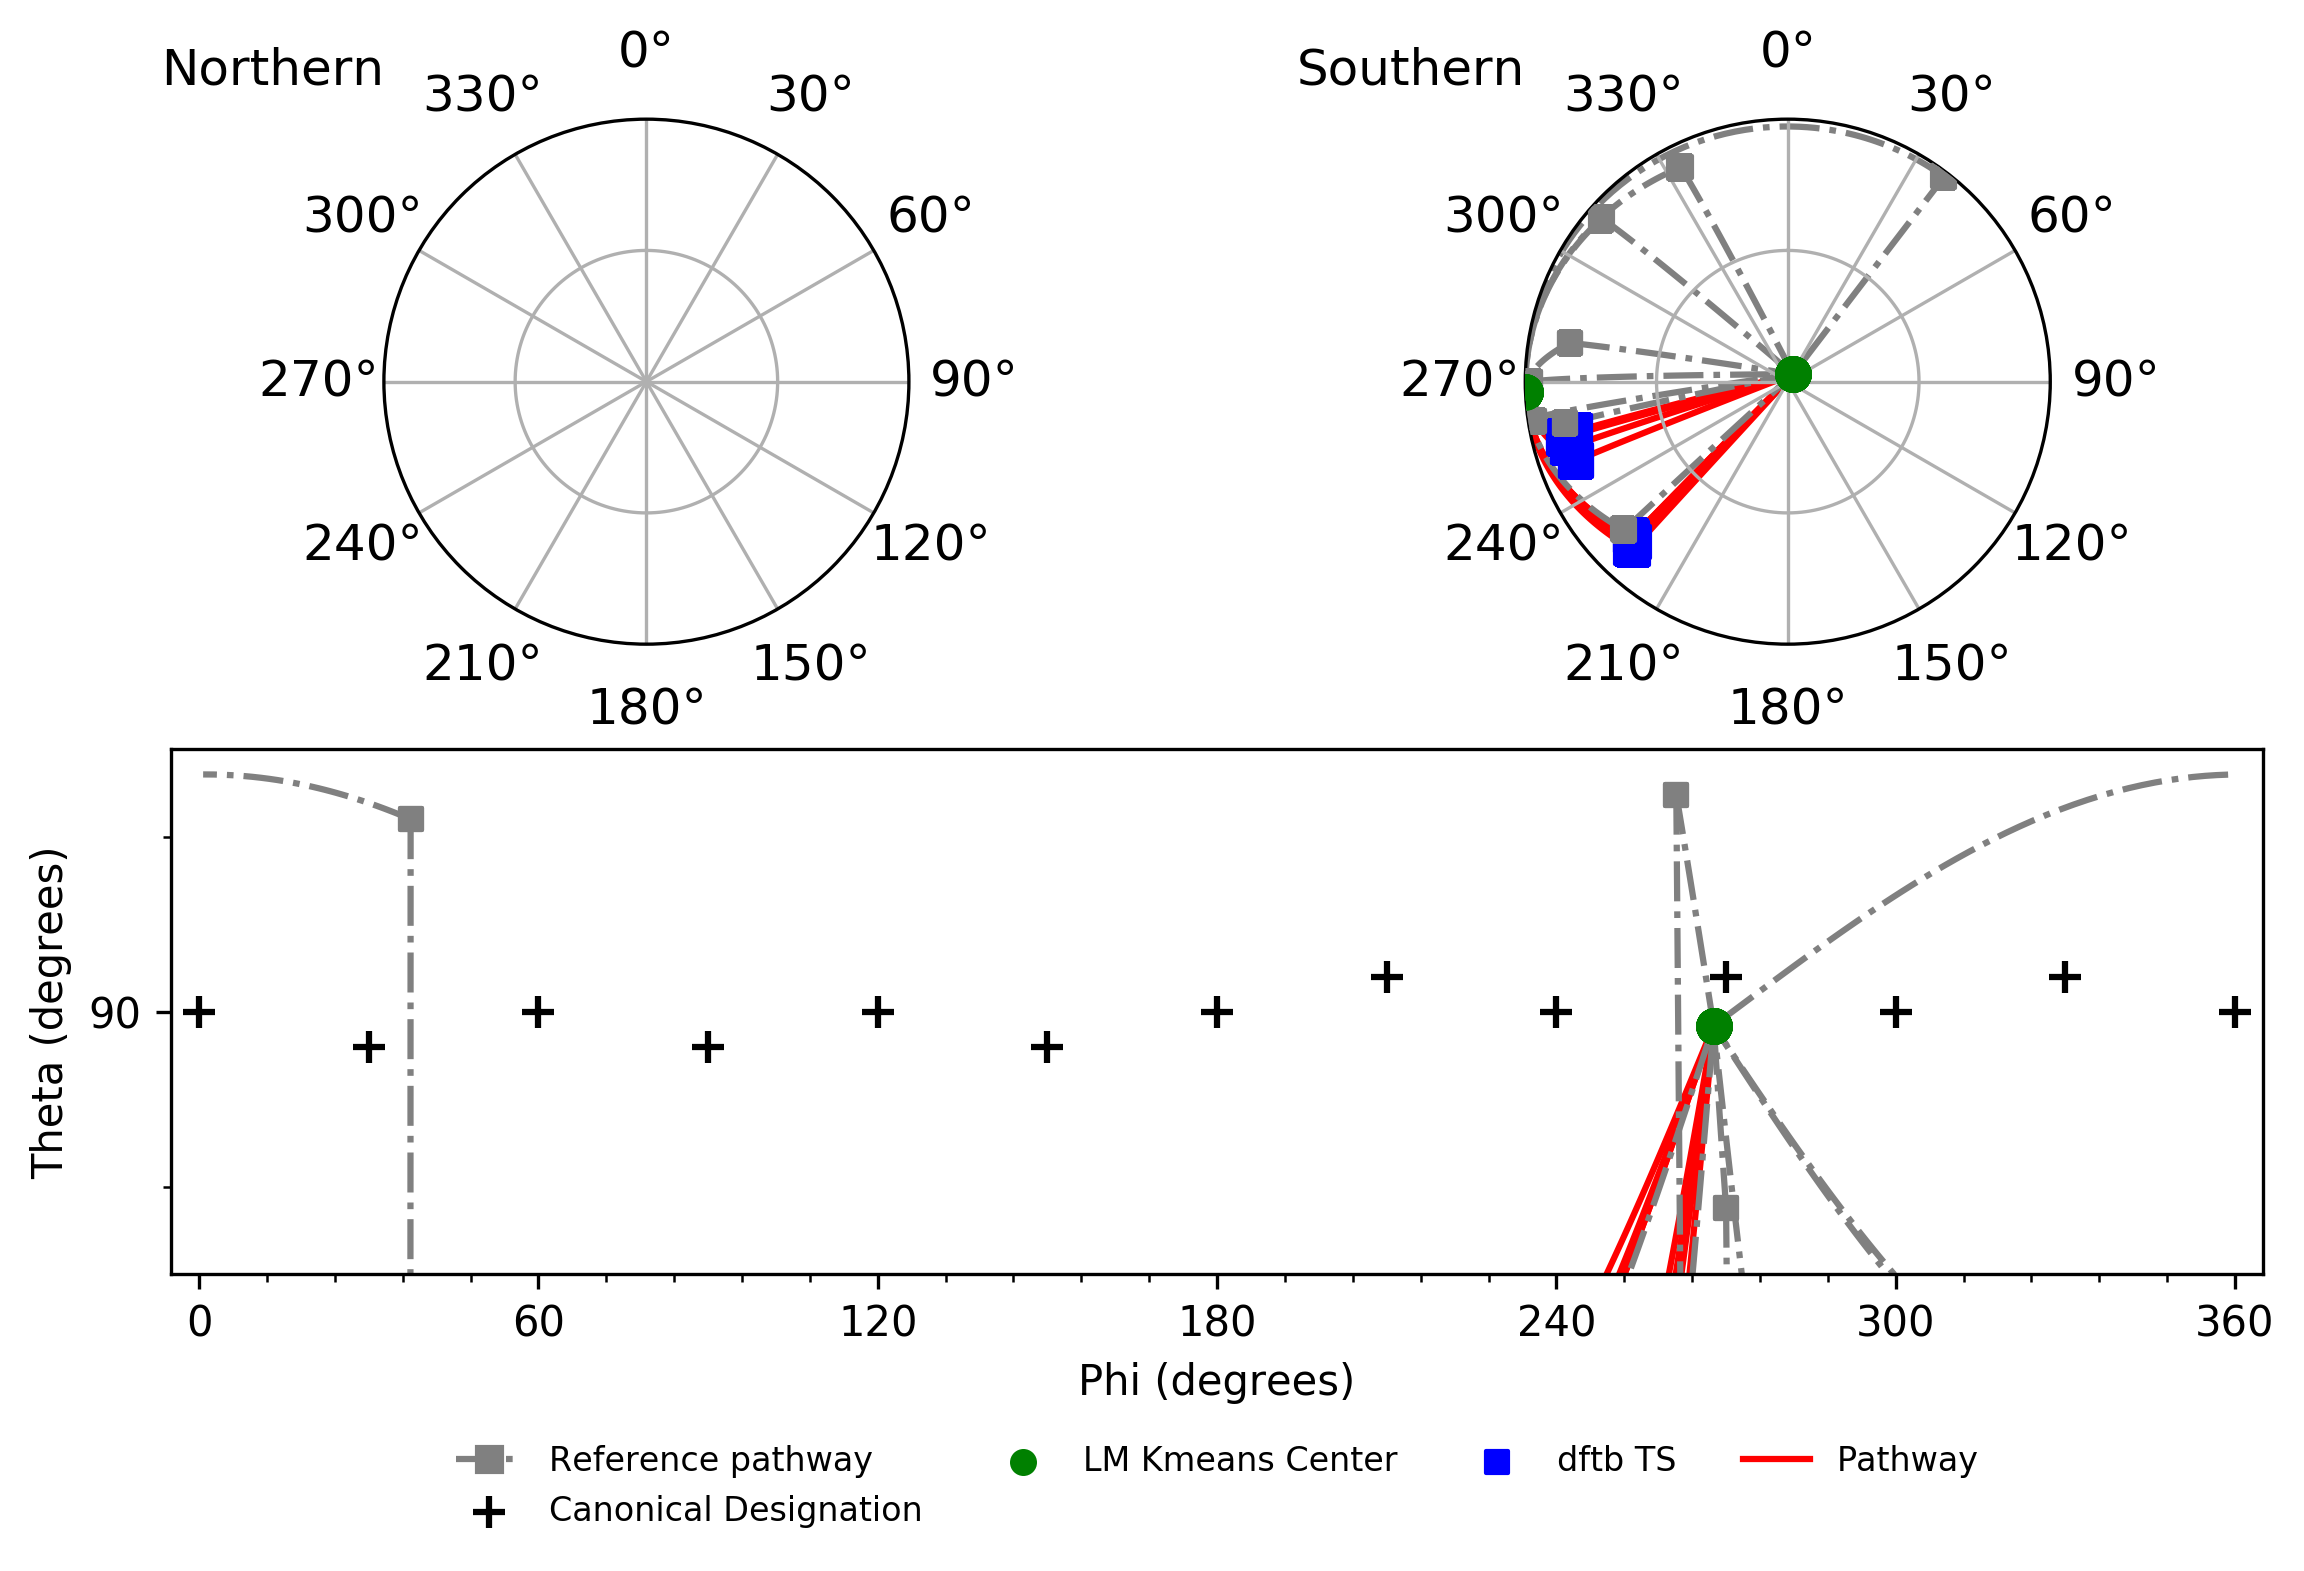 Northern
0°
30°
60°
90°
120°
150°
180°
210°
240°
270°
300°
330°
Southern
0°
30°
60°
90°
120°
150°
180°
210°
240°
270°
300°
330°
Theta (degrees)
90
0 60 120 180 240 300 360
Phi (degrees)
Reference pathway
Canonical Designation
LM Kmeans Center
dftb TS
Pathway